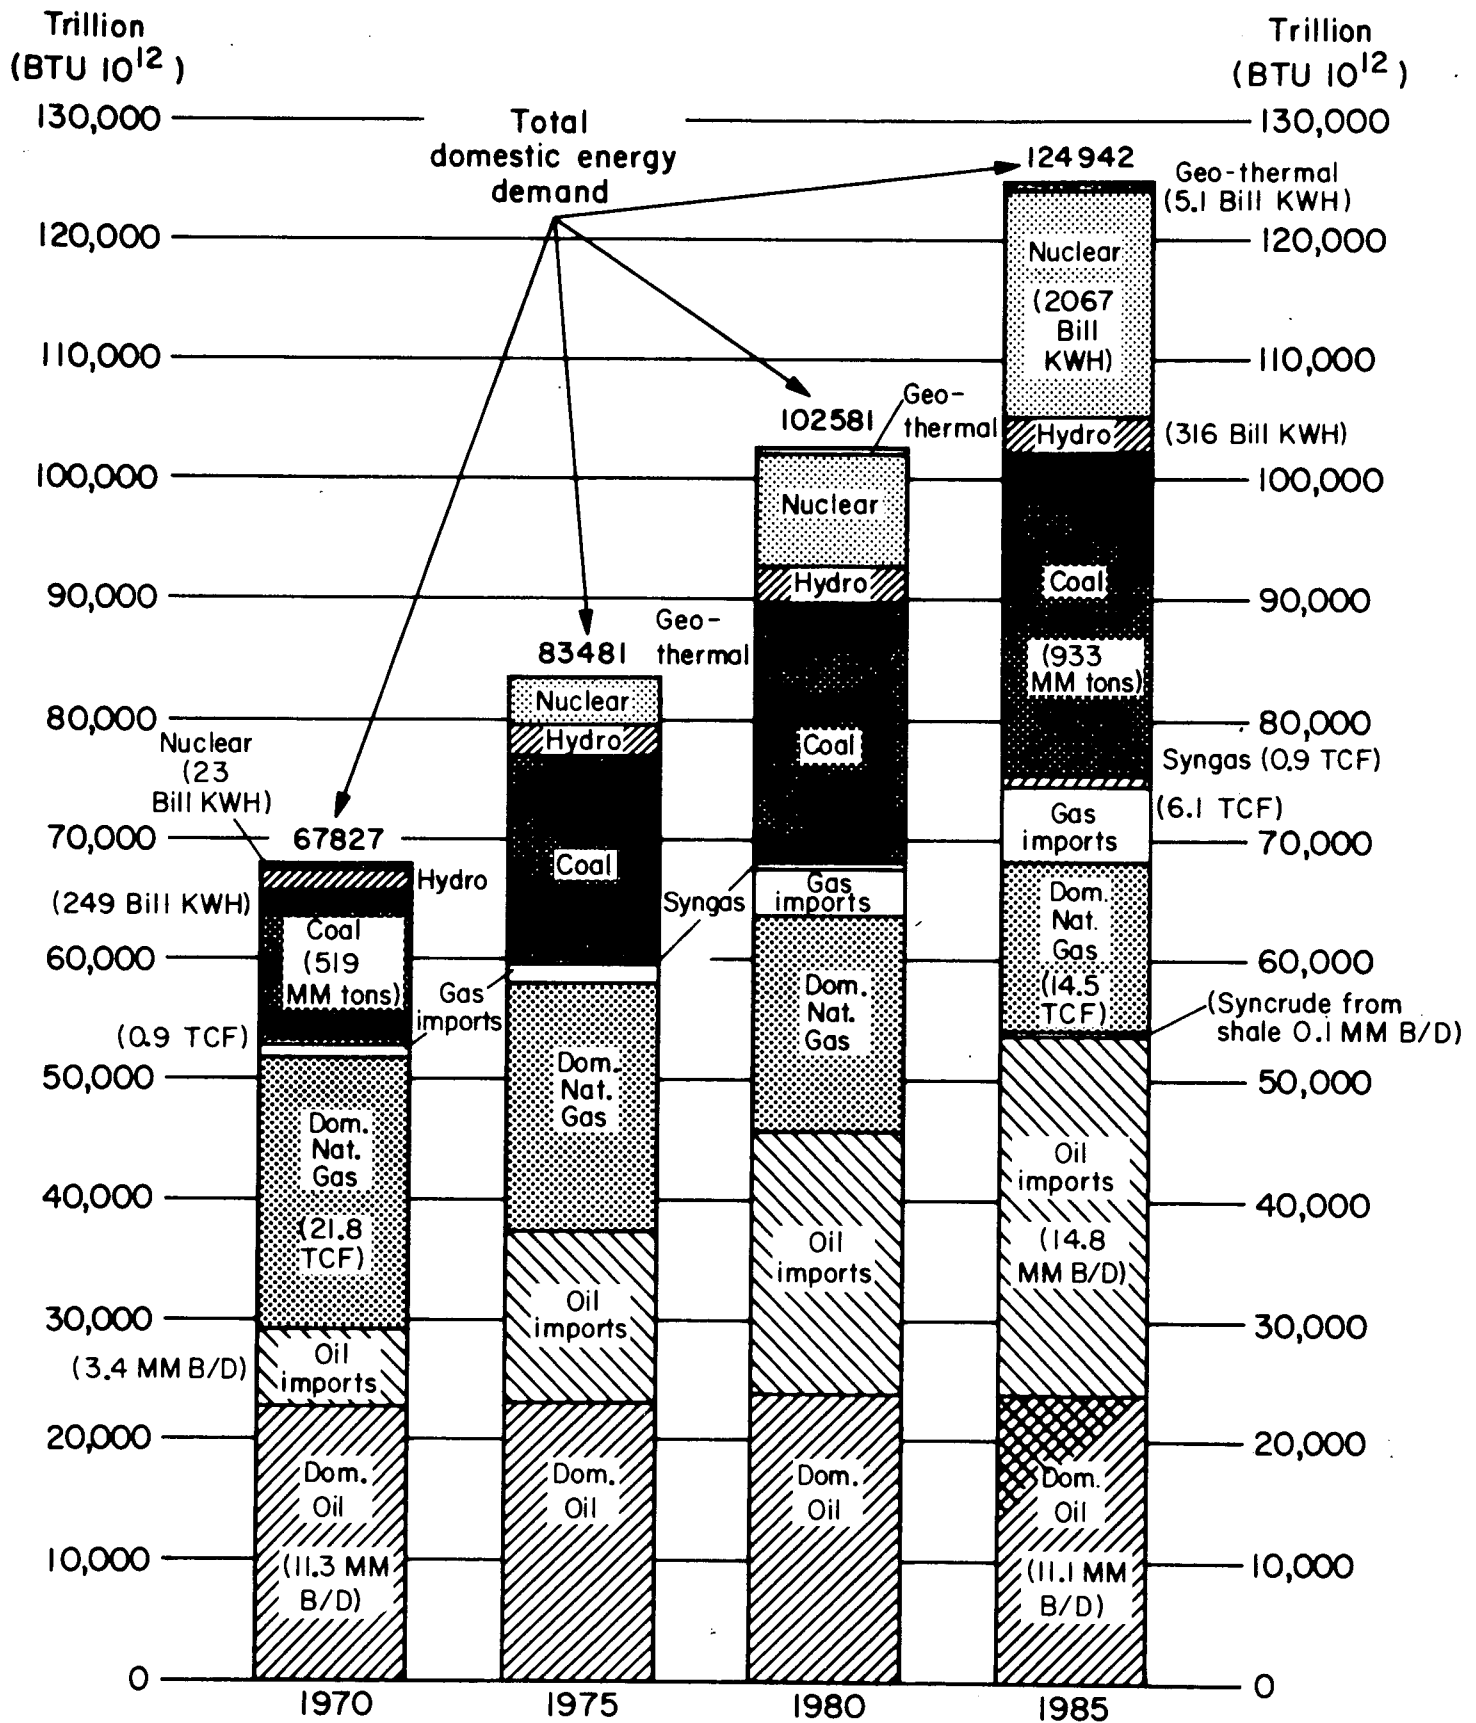 Trillion
(BTU 10¹²)
130,000
120,000
110,000
100,000
90,000
80,000
70,000
60,000
50,000
40,000
30,000
20,000
10,000
0
Total
domestic energy
demand
Nuclear
(23
Bill KWH)
67827
Hydro
(249 Bill KWH)
Coal
(519
MM tons)
(0.9 TCF)
Gas
imports
Dom.
Nat.
Gas
(21.8
TCF)
Oil
imports
(3.4 MM B/D)
Dom.
Oil
(11.3 MM
B/D)
1970
83481
Geo-
thermal
Nuclear
Hydro
Coal
Syngas
Dom.
Nat.
Gas
Oil
imports
Dom.
Oil
1975
102581
Geo-
thermal
Nuclear
Hydro
Coal
Gas
imports
Dom.
Nat.
Gas
Oil
imports
Dom.
Oil
1980
124942
Geo-thermal
(5.1 Bill KWH)
Nuclear
(2067
Bill
KWH)
Hydro
(316 Bill KWH)
Coal
(933
MM tons)
Syngas (0.9 TCF)
Gas
imports
(6.1 TCF)
Dom.
Nat.
Gas
(14.5
TCF)
(Syncrude from
shale 0.1 MM B/D)
Oil
imports
(14.8
MM B/D)
Dom.
Oil
(11.1 MM
B/D)
1985
Trillion
(BTU 10¹²)
130,000
120,000
110,000
100,000
90,000
80,000
70,000
60,000
50,000
40,000
30,000
20,000
10,000
0